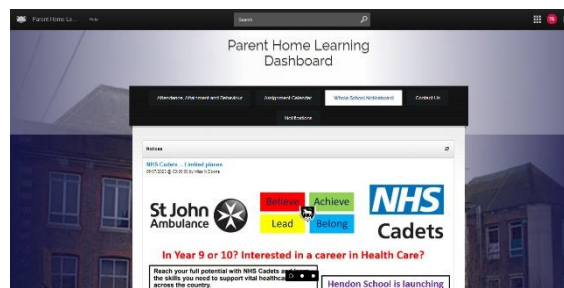 Parent Home Le...
Search
Parent Home Learning
Dashboard
Attendance, Attainment and Behaviour
Assignment Calendar
Whole School Noticeboard
Contact Us
Notifications
Notices
NHS Cadets - Limited places
St John
Ambulance
Believe
Achieve
Lead
Belong
NHS
Cadets
In Year 9 or 10? Interested in a career in Health Care?
Reach your full potential with NHS Cadets
the skills you need to support vital healthcare
across the country.
Hendon School is launching